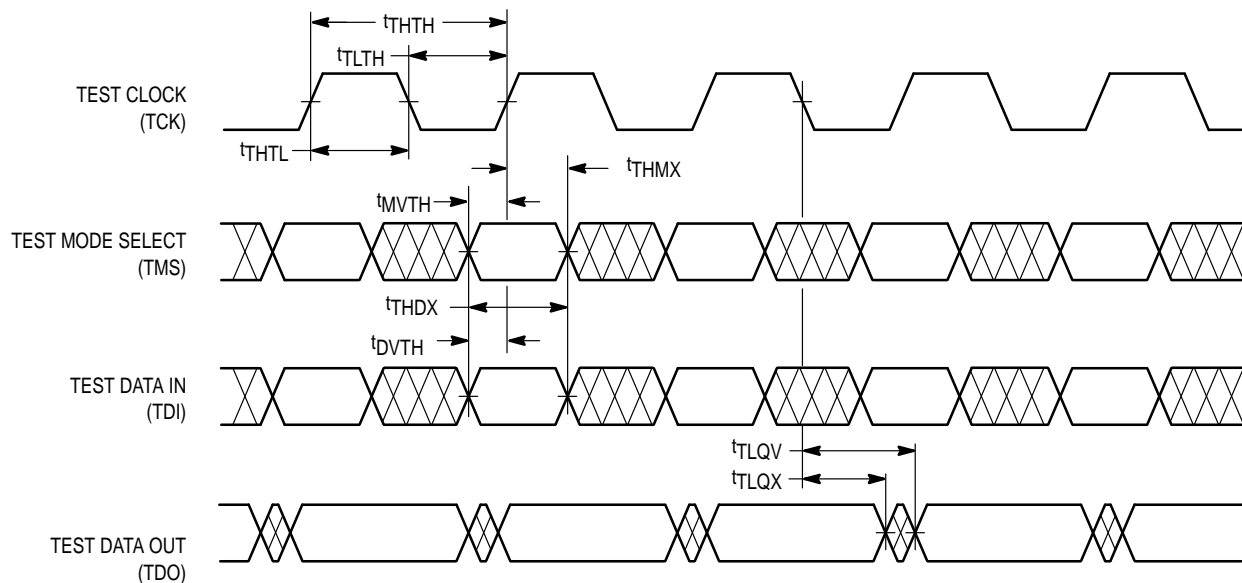 tTHTH
tTLTH
TEST CLOCK
(TCK)
tTHTL
tTHMX
tMVTH
TEST MODE SELECT
(TMS)
tTHDX
tDVTH
TEST DATA IN
(TDI)
tTLQV
tTLQX
TEST DATA OUT
(TDO)